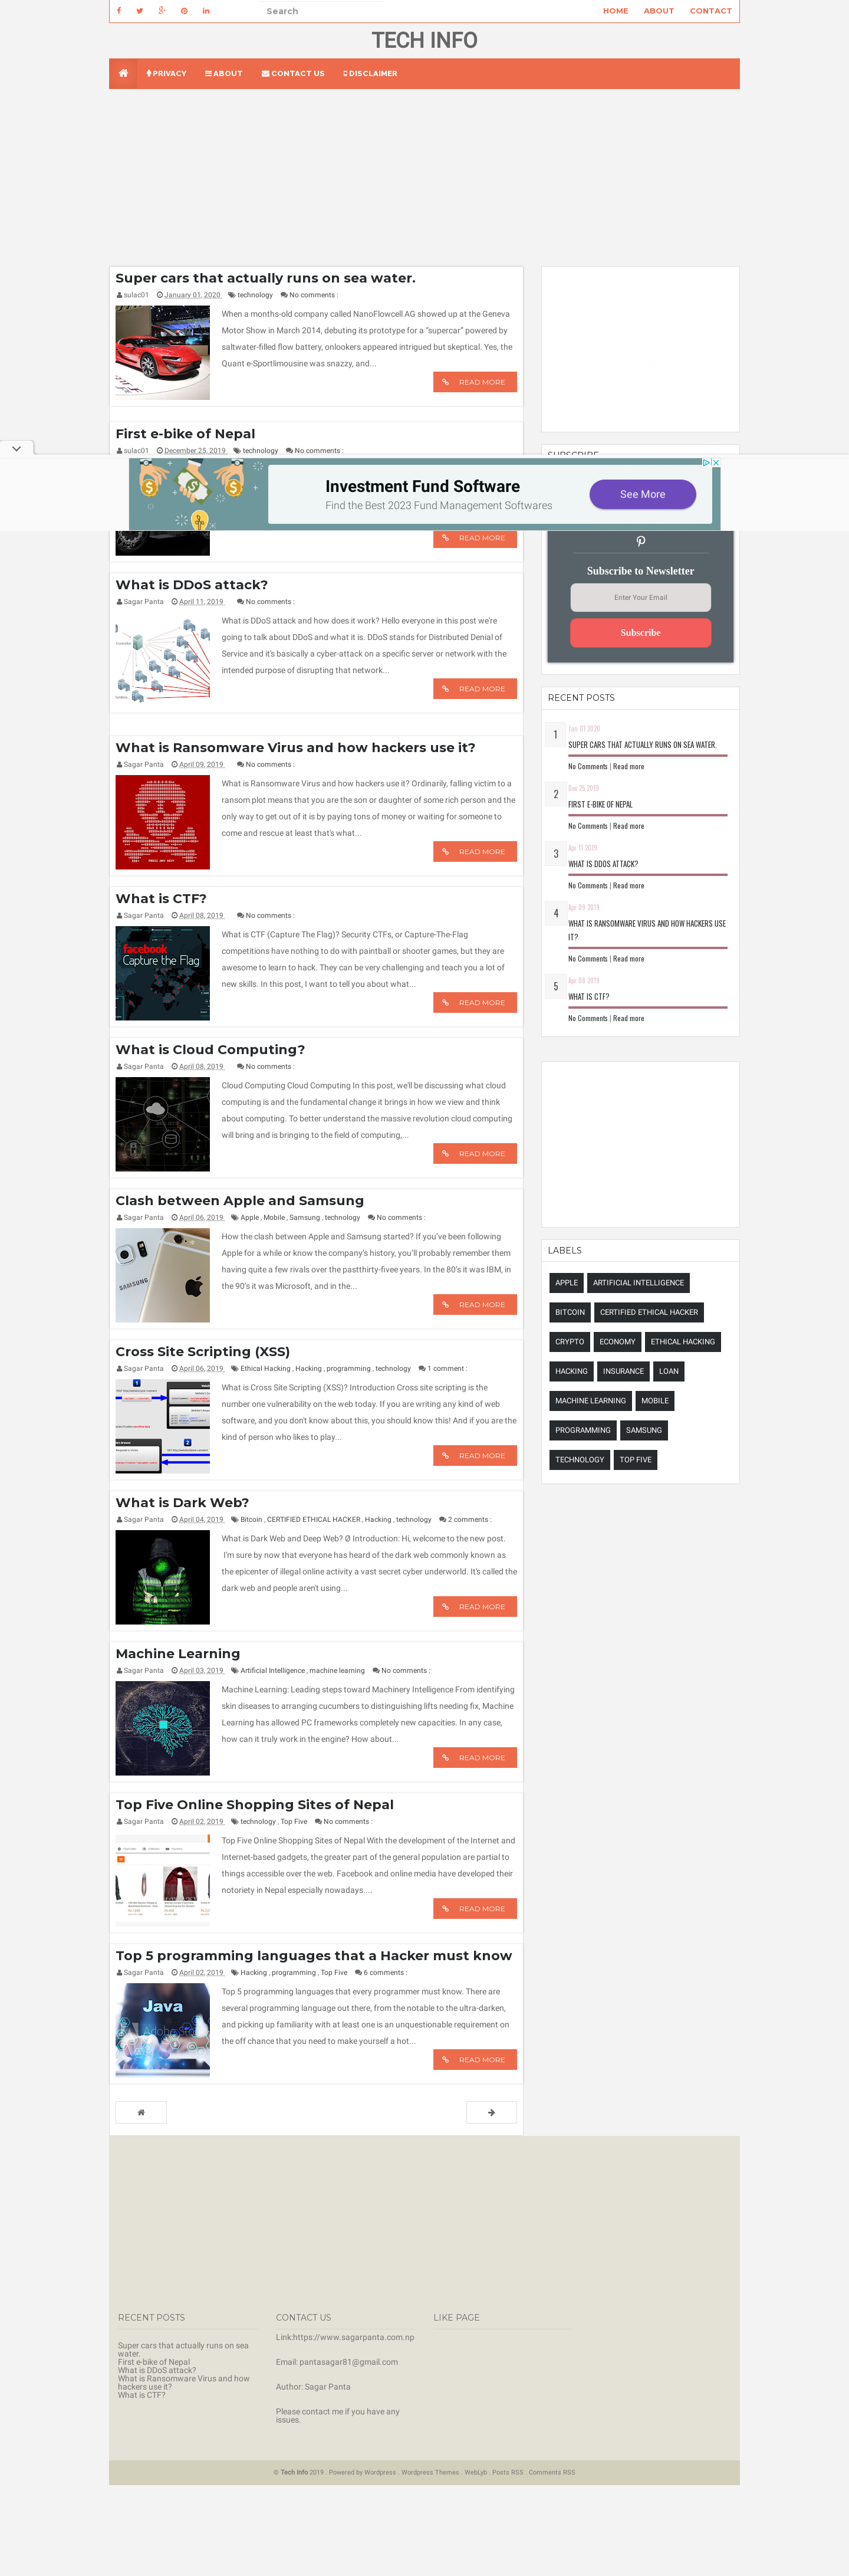 Search
HOME ABOUT CONTACT
TECH INFO
PRIVACY ABOUT CONTACT US DISCLAIMER
Super cars that actually runs on sea water.
sulac01 January 01, 2020 technology No comments :
When a months-old company called NanoFlowcell AG showed up at the Geneva
Motor Show in March 2014, debuting its prototype for a “supercar” powered by
saltwater-filled flow battery, onlookers appeared intrigued but skeptical. Yes, the
Quant e-Sportlimousine was snazzy, and...
READ MORE
First e-bike of Nepal
sulac01 December 25, 2019 technology No comments :
READ MORE
Investment Fund Software
Find the Best 2023 Fund Management Softwares
See More
What is DDoS attack?
Sagar Panta April 11, 2019 No comments :
What is DDoS attack and how does it work? Hello everyone in this post we're
going to talk about DDoS and what it is. DDoS stands for Distributed Denial of
Service and it's basically a cyber-attack on a specific server or network with the
intended purpose of disrupting that network...
READ MORE
What is Ransomware Virus and how hackers use it?
Sagar Panta April 09, 2019 No comments :
What is Ransomware Virus and how hackers use it? Ordinarily, falling victim to a
ransom plot means that you are the son or daughter of some rich person and the
only way to get out of it is by paying tons of money or waiting for someone to
come and rescue at least that's what...
READ MORE
What is CTF?
Sagar Panta April 08, 2019 No comments :
facebook
Capture the Flag
What is CTF (Capture The Flag)? Security CTFs, or Capture-The-Flag
competitions have nothing to do with paintball or shooter games, but they are
awesome to learn to hack. They can be very challenging and teach you a lot of
new skills. In this post, I want to tell you about what...
READ MORE
What is Cloud Computing?
Sagar Panta April 08, 2019 No comments :
Cloud Computing Cloud Computing In this post, we'll be discussing what cloud
computing is and the fundamental change it brings in how we view and think
about computing. To better understand the massive revolution cloud computing
will bring and is bringing to the field of computing,...
READ MORE
Clash between Apple and Samsung
Sagar Panta April 06, 2019 Apple , Mobile , Samsung , technology No comments :
SAMSUNG
How the clash between Apple and Samsung started? If you’ve been following
Apple for a while or know the company’s history, you’ll probably remember them
having quite a few rivals over the pastthirty-fivee years. In the 80’s it was IBM, in
the 90’s it was Microsoft, and in the...
READ MORE
Cross Site Scripting (XSS)
Sagar Panta April 06, 2019 Ethical Hacking , Hacking , programming , technology 1 comment :
What is Cross Site Scripting (XSS)? Introduction Cross site scripting is the
number one vulnerability on the web today. If you are writing any kind of web
software, and you don't know about this, you should know this! And if you are the
kind of person who likes to play...
READ MORE
What is Dark Web?
Sagar Panta April 04, 2019 Bitcoin , CERTIFIED ETHICAL HACKER , Hacking , technology 2 comments :
What is Dark Web and Deep Web? Ø Introduction: Hi, welcome to the new post.
I'm sure by now that everyone has heard of the dark web commonly known as
the epicenter of illegal online activity a vast secret cyber underworld. It's called the
dark web and people aren't using...
READ MORE
Machine Learning
Sagar Panta April 03, 2019 Artificial Intelligence , machine learning No comments :
Machine Learning: Leading steps toward Machinery Intelligence From identifying
skin diseases to arranging cucumbers to distinguishing lifts needing fix, Machine
Learning has allowed PC frameworks completely new capacities. In any case,
how can it truly work in the engine? How about...
READ MORE
Top Five Online Shopping Sites of Nepal
Sagar Panta April 02, 2019 technology , Top Five No comments :
Top Five Online Shopping Sites of Nepal With the development of the Internet and
Internet-based gadgets, the greater part of the general population are partial to
things accessible over the web. Facebook and online media have developed their
notoriety in Nepal especially nowadays....
READ MORE
Top 5 programming languages that a Hacker must know
Sagar Panta April 02, 2019 Hacking , programming , Top Five 6 comments :
Java
Top 5 programming languages that every programmer must know. There are
several programming language out there, from the notable to the ultra-darken,
and picking up familiarity with at least one is an unquestionable requirement on
the off chance that you need to make yourself a hot...
READ MORE
Subscribe to Newsletter
Enter Your Email
Subscribe
RECENT POSTS
1
Jan 01 2020
SUPER CARS THAT ACTUALLY RUNS ON SEA WATER.
No Comments | Read more
2
Dec 25 2019
FIRST E-BIKE OF NEPAL
No Comments | Read more
3
Apr 11 2019
WHAT IS DDOS ATTACK?
No Comments | Read more
4
Apr 09 2019
WHAT IS RANSOMWARE VIRUS AND HOW HACKERS USE
IT?
No Comments | Read more
5
Apr 08 2019
WHAT IS CTF?
No Comments | Read more
LABELS
APPLE ARTIFICIAL INTELLIGENCE
BITCOIN CERTIFIED ETHICAL HACKER
CRYPTO ECONOMY ETHICAL HACKING
HACKING INSURANCE LOAN
MACHINE LEARNING MOBILE
PROGRAMMING SAMSUNG
TECHNOLOGY TOP FIVE
RECENT POSTS
Super cars that actually runs on sea
water.
First e-bike of Nepal
What is DDoS attack?
What is Ransomware Virus and how
hackers use it?
What is CTF?
CONTACT US
Link:https://www.sagarpanta.com.np
Email: pantasagar81@gmail.com
Author: Sagar Panta
Please contact me if you have any
issues.
LIKE PAGE
© Tech Info 2019 . Powered by Wordpress . Wordpress Themes . WebLyb . Posts RSS . Comments RSS